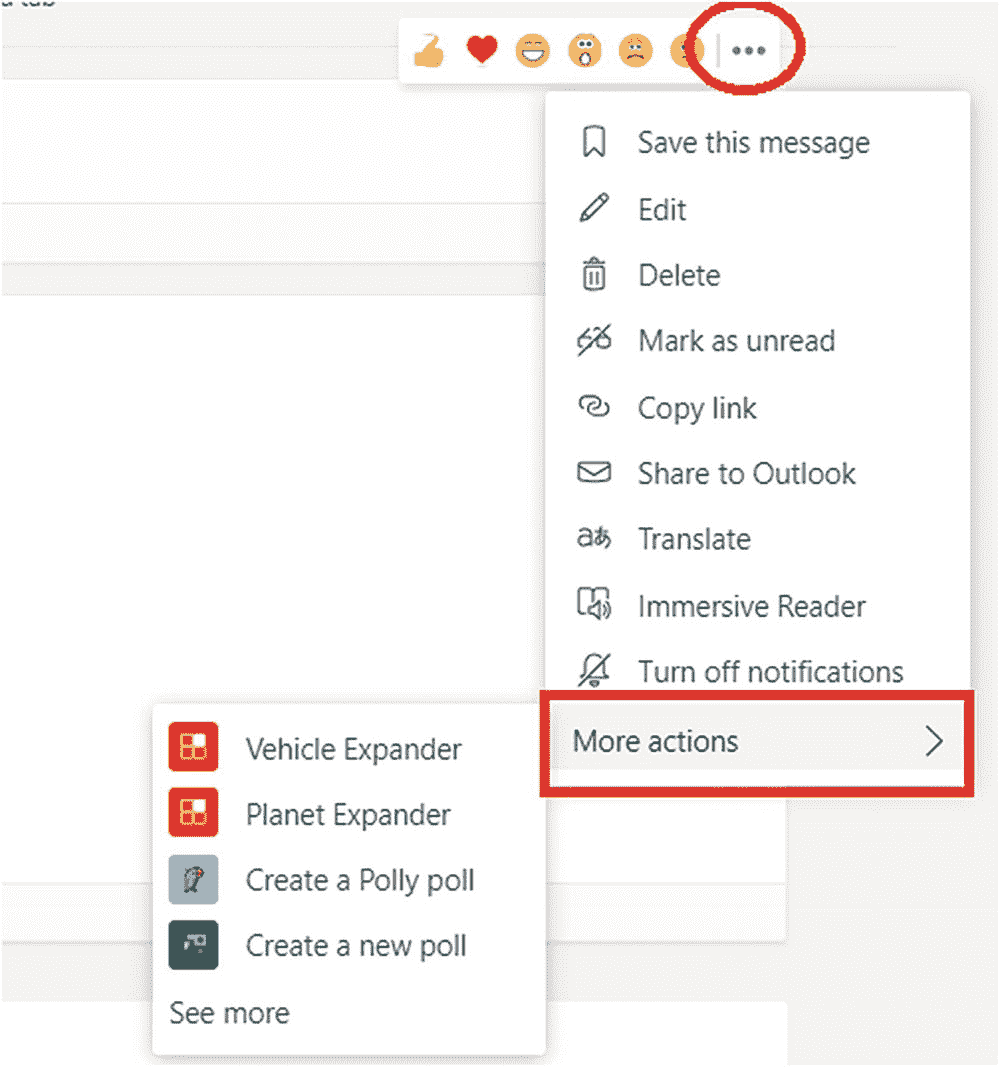 tab
Save this message
Edit
Delete
Mark as unread
Copy link
Share to Outlook
Translate
Immersive Reader
Turn off notifications
More actions
Vehicle Expander
Planet Expander
Create a Polly poll
Create a new poll
See more